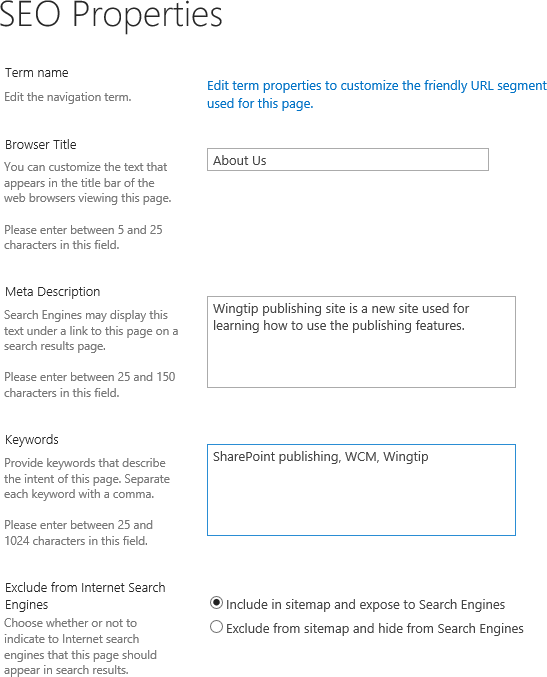 SEO Properties
Term name
Edit the navigation term.
Edit term properties to customize the friendly URL segment
used for this page.
Browser Title
You can customize the text that
appears in the title bar of the
web browsers viewing this page.
Please enter between 5 and 25
characters in this field.
About Us
Meta Description
Search Engines may display this
text under a link to this page on a
search results page.
Please enter between 25 and 150
characters in this field.
Wingtip publishing site is a new site used for
learning how to use the publishing features.
Keywords
Provide keywords that describe
the intent of this page. Separate
each keyword with a comma.
Please enter between 25 and
1024 characters in this field.
SharePoint publishing, WCM, Wingtip
Exclude from Internet Search
Engines
Choose whether or not to
indicate to Internet search
engines that this page should
appear in search results.
Include in sitemap and expose to Search Engines
Exclude from sitemap and hide from Search Engines